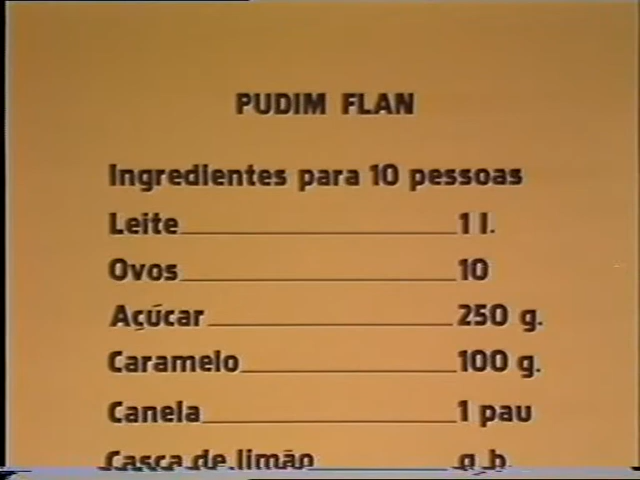 PUDIM FLAN
Ingredientes para 10 pessoas
Leite 1 l.
Ovos 10
Açúcar 250 g.
Caramelo 100 g.
Canela 1 pau
Casca de limão q b